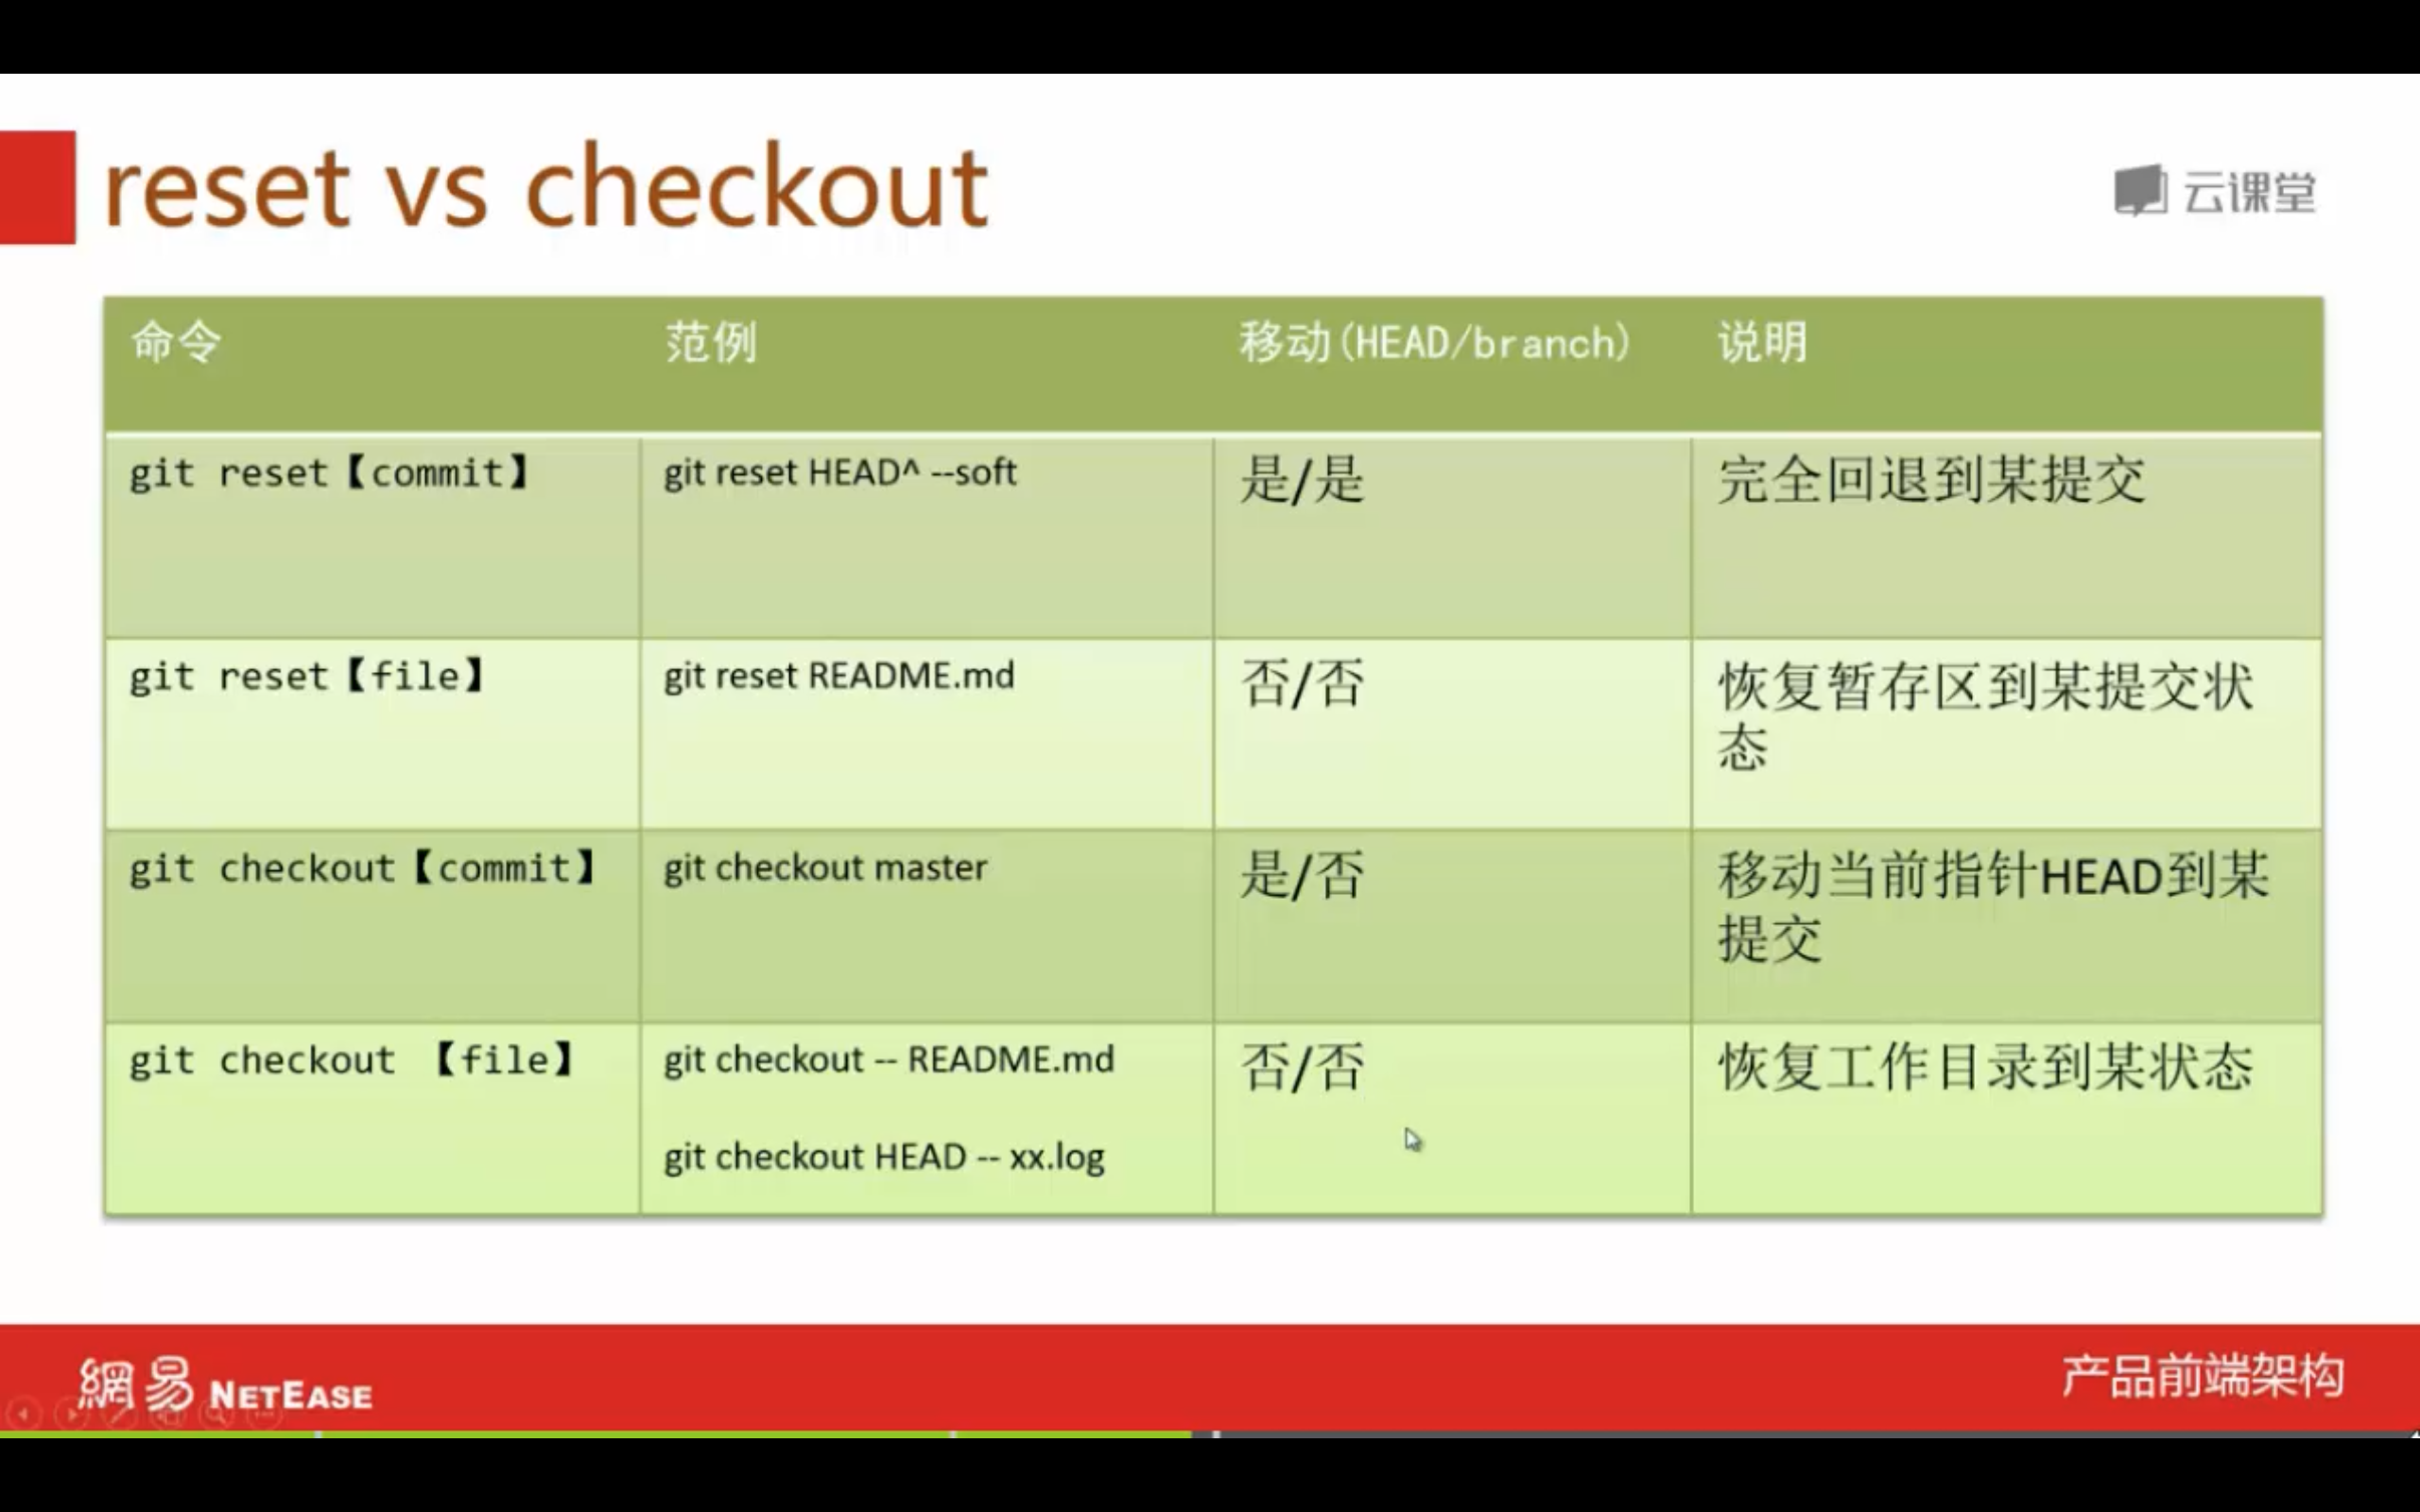 reset vs checkout
云课堂
命令 范例 移动(HEAD/branch) 说明
git reset【commit】 git reset HEAD^ --soft 是/是 完全回退到某提交
git reset【file】 git reset README.md 否/否 恢复暂存区到某提交状
态
git checkout【commit】 git checkout master 是/否 移动当前指针HEAD到某
提交
git checkout 【file】 git checkout -- README.md 否/否 恢复工作目录到某状态
git checkout HEAD -- xx.log
網易 NETEASE
产品前端架构